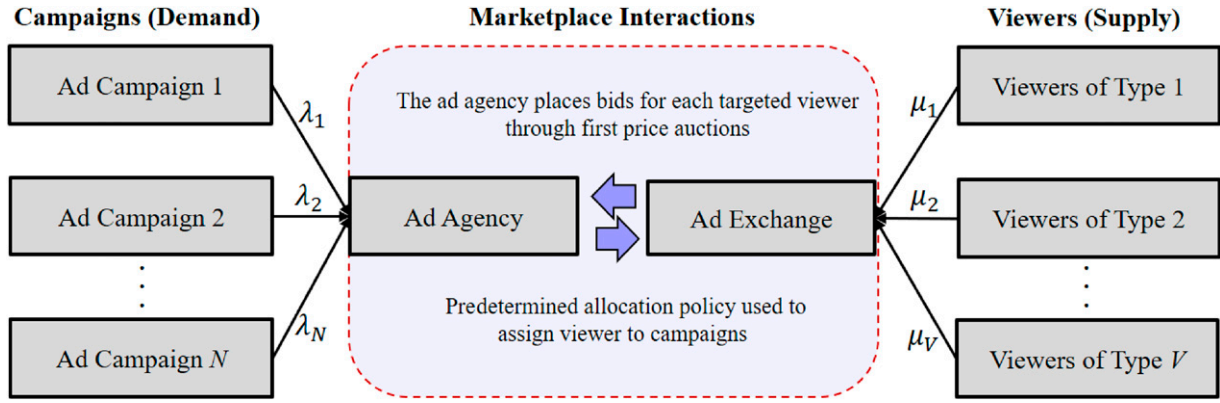 Campaigns (Demand)
Marketplace Interactions
Viewers (Supply)
Ad Campaign 1
λ1
The ad agency places bids for each targeted viewer
through first price auctions
μ1
Viewers of Type 1
Ad Campaign 2
λ2
Ad Agency
Ad Exchange
μ2
Viewers of Type 2
Ad Campaign N
λN
Predetermined allocation policy used to
assign viewer to campaigns
μV
Viewers of Type V